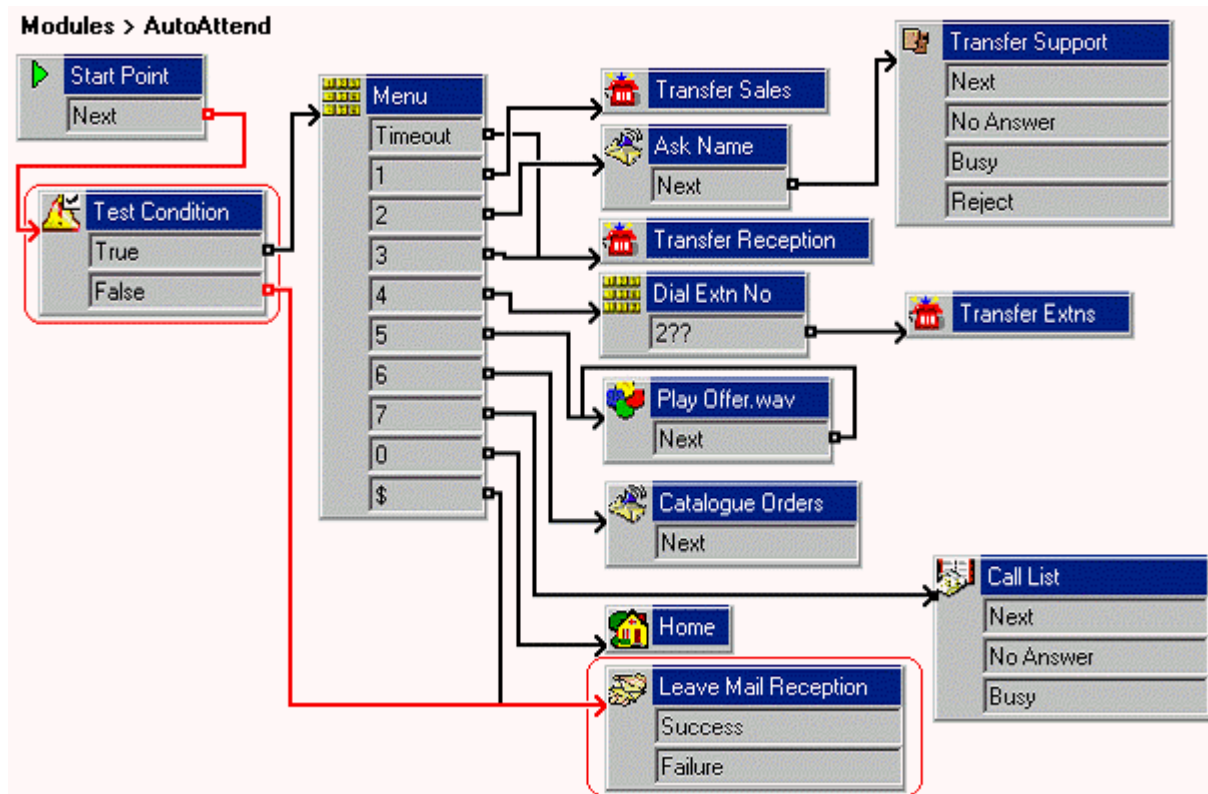 Modules > AutoAttend
Start Point
Next
Test Condition
True
False
Menu
Timeout
1
2
3
4
5
6
7
0
$
Transfer Sales
Ask Name
Next
Transfer Reception
Dial Extn No
2??
Play Offer.wav
Next
Catalogue Orders
Next
Home
Leave Mail Reception
Success
Failure
Transfer Support
Next
No Answer
Busy
Reject
Transfer Extns
Call List
Next
No Answer
Busy